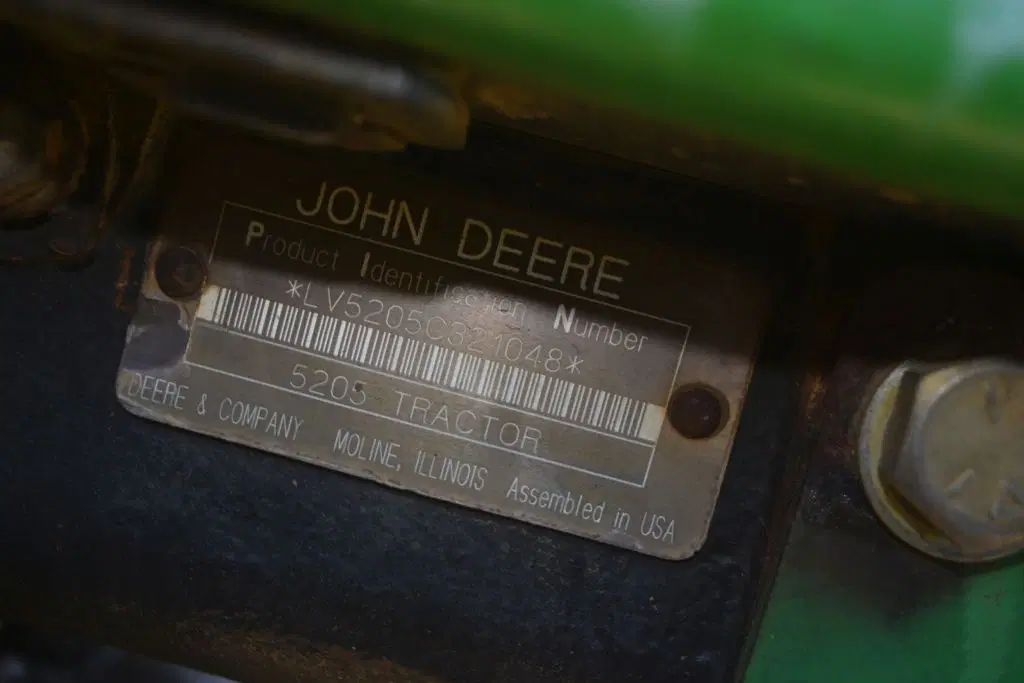 JOHN DEERE
Product Identification Number
*LV5205C321048*
5205 TRACTOR
DEERE & COMPANY MOLINE, ILLINOIS Assembled in USA